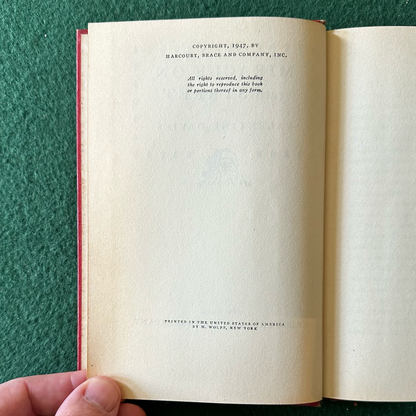 COPYRIGHT, 1947, BY
HARCOURT, BRACE AND COMPANY, INC.
All rights reserved, including
the right to reproduce this book
or portions thereof in any form.
PRINTED IN THE UNITED STATES OF AMERICA
BY H. WOLFF, NEW YORK